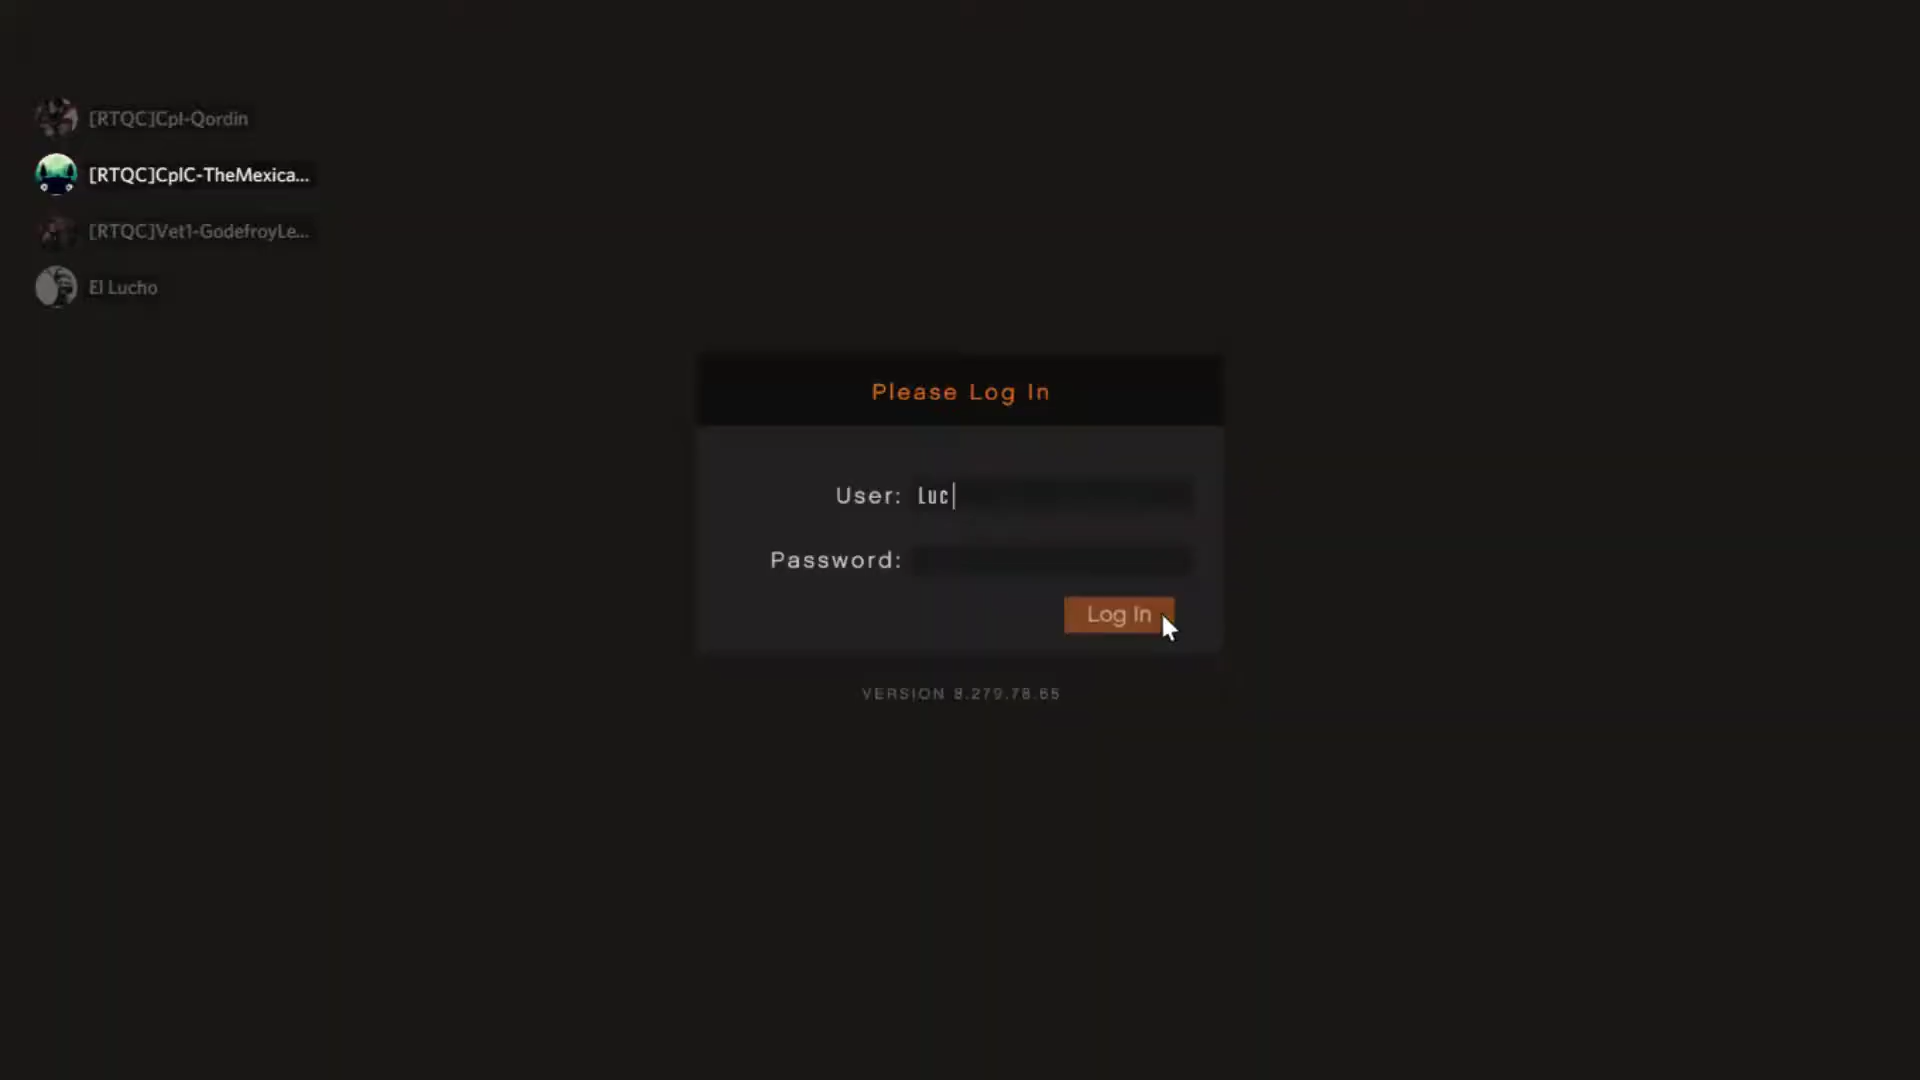 [RTQC]Cpl-Qordin
[RTQC]CplC-TheMexica...
[RTQC]Vet1-GodefroyLe...
El Lucho
Please Log In
User: Luc
Password:
Log In
VERSION 8.279.78.65